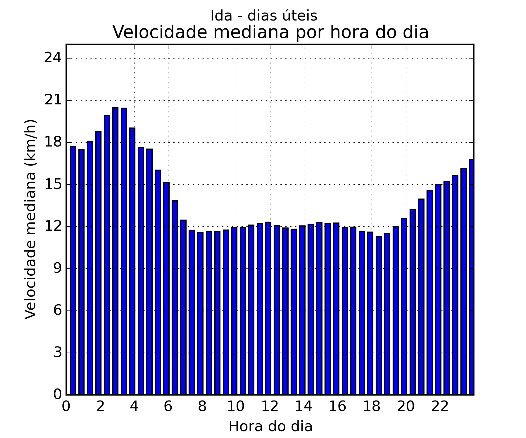 Ida - dias úteis
Velocidade mediana por hora do dia
Velocidade mediana (km/h)
24
21
18
15
12
9
6
3
0
0 2 4 6 8 10 12 14 16 18 20 22
Hora do dia